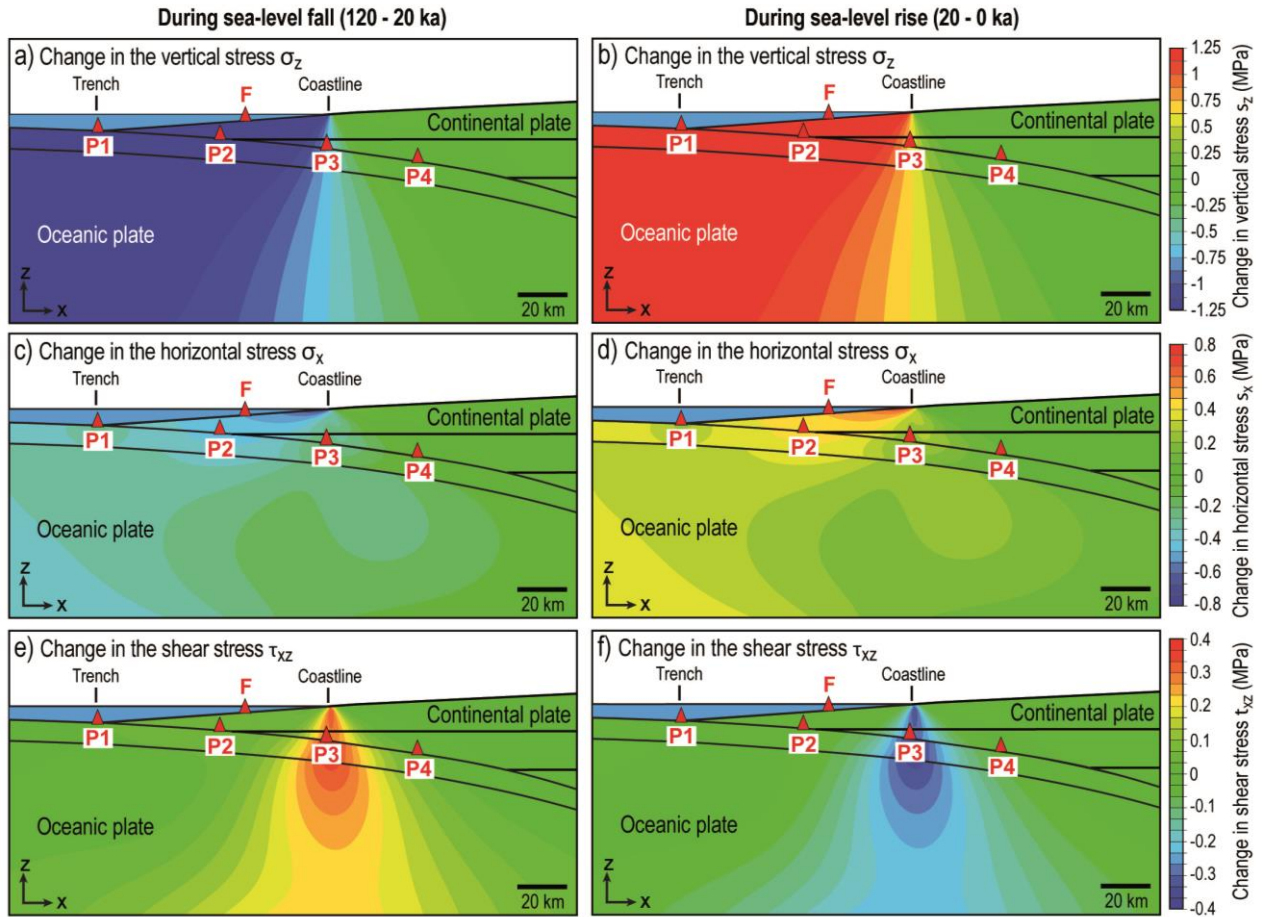 During sea-level fall (120 - 20 ka)
During sea-level rise (20 - 0 ka)
a) Change in the vertical stress σz
Trench
F
Coastline
Continental plate
P1
P2
P3
P4
Oceanic plate
z
x
20 km
b) Change in the vertical stress σz
Trench
F
Coastline
Continental plate
P1
P2
P3
P4
Oceanic plate
z
x
20 km
1.25
0.75
0.5
0.25
0
-0.25
-0.5
-0.75
-1
-1.25
Change in vertical stress sz (MPa)
c) Change in the horizontal stress σx
Trench
F
Coastline
Continental plate
P1
P2
P3
P4
Oceanic plate
z
x
20 km
d) Change in the horizontal stress σx
Trench
F
Coastline
Continental plate
P1
P2
P3
P4
Oceanic plate
z
x
20 km
0.8
0.6
0.4
0.2
0
-0.2
-0.4
-0.6
-0.8
Change in horizontal stress sx (MPa)
e) Change in the shear stress τxz
Trench
F
Coastline
Continental plate
P1
P2
P3
P4
Oceanic plate
z
x
20 km
f) Change in the shear stress τxz
Trench
F
Coastline
Continental plate
P1
P2
P3
P4
Oceanic plate
z
x
20 km
0.4
0.3
0.2
0.1
0
-0.1
-0.2
-0.3
-0.4
Change in shear stress txz (MPa)